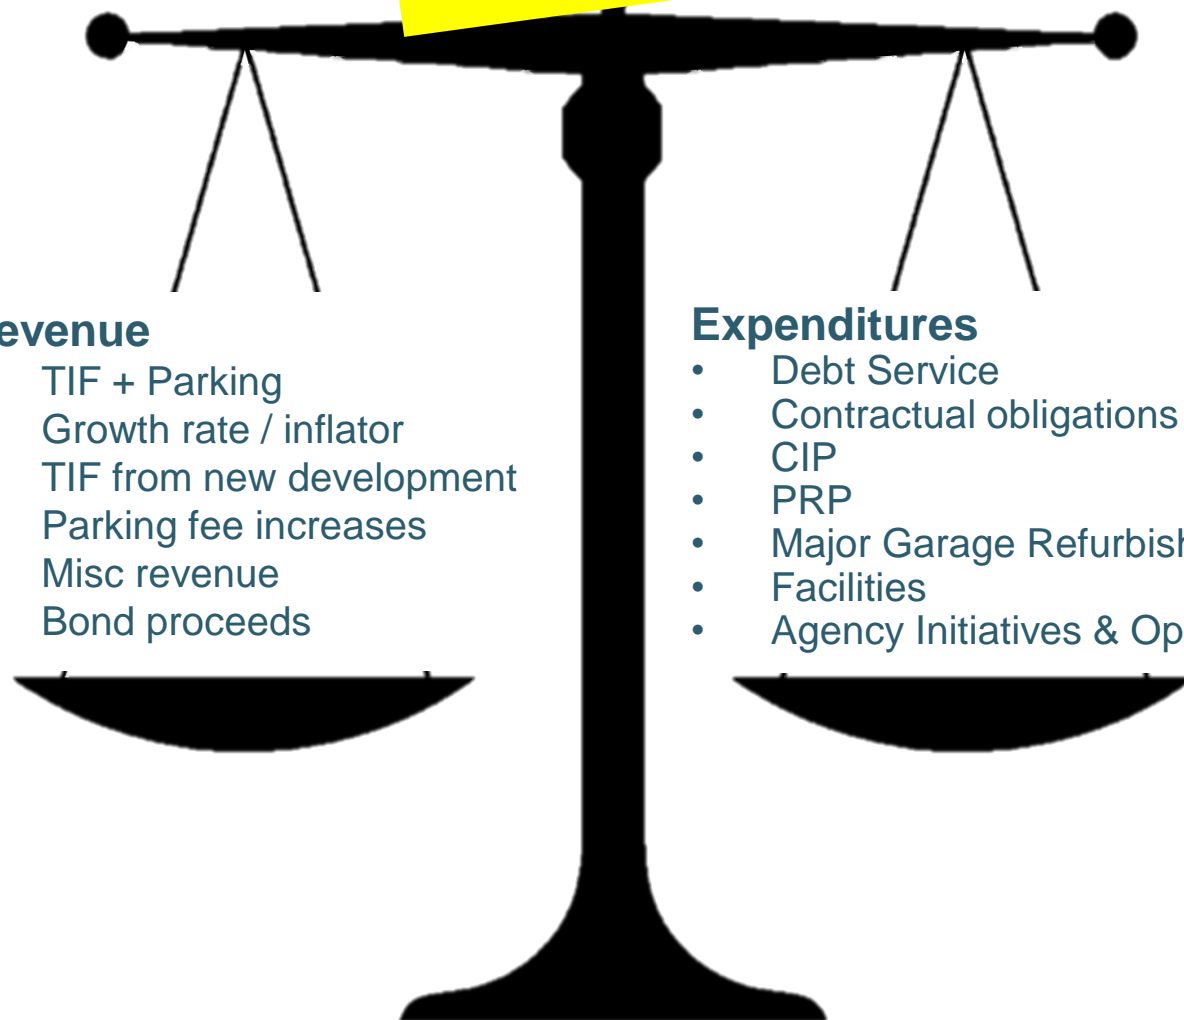 evenue
TIF + Parking
Growth rate / inflator
TIF from new development
Parking fee increases
Misc revenue
Bond proceeds
Expenditures
• Debt Service
• Contractual obligations
• CIP
• PRP
• Major Garage Refurbish
• Facilities
• Agency Initiatives & Op